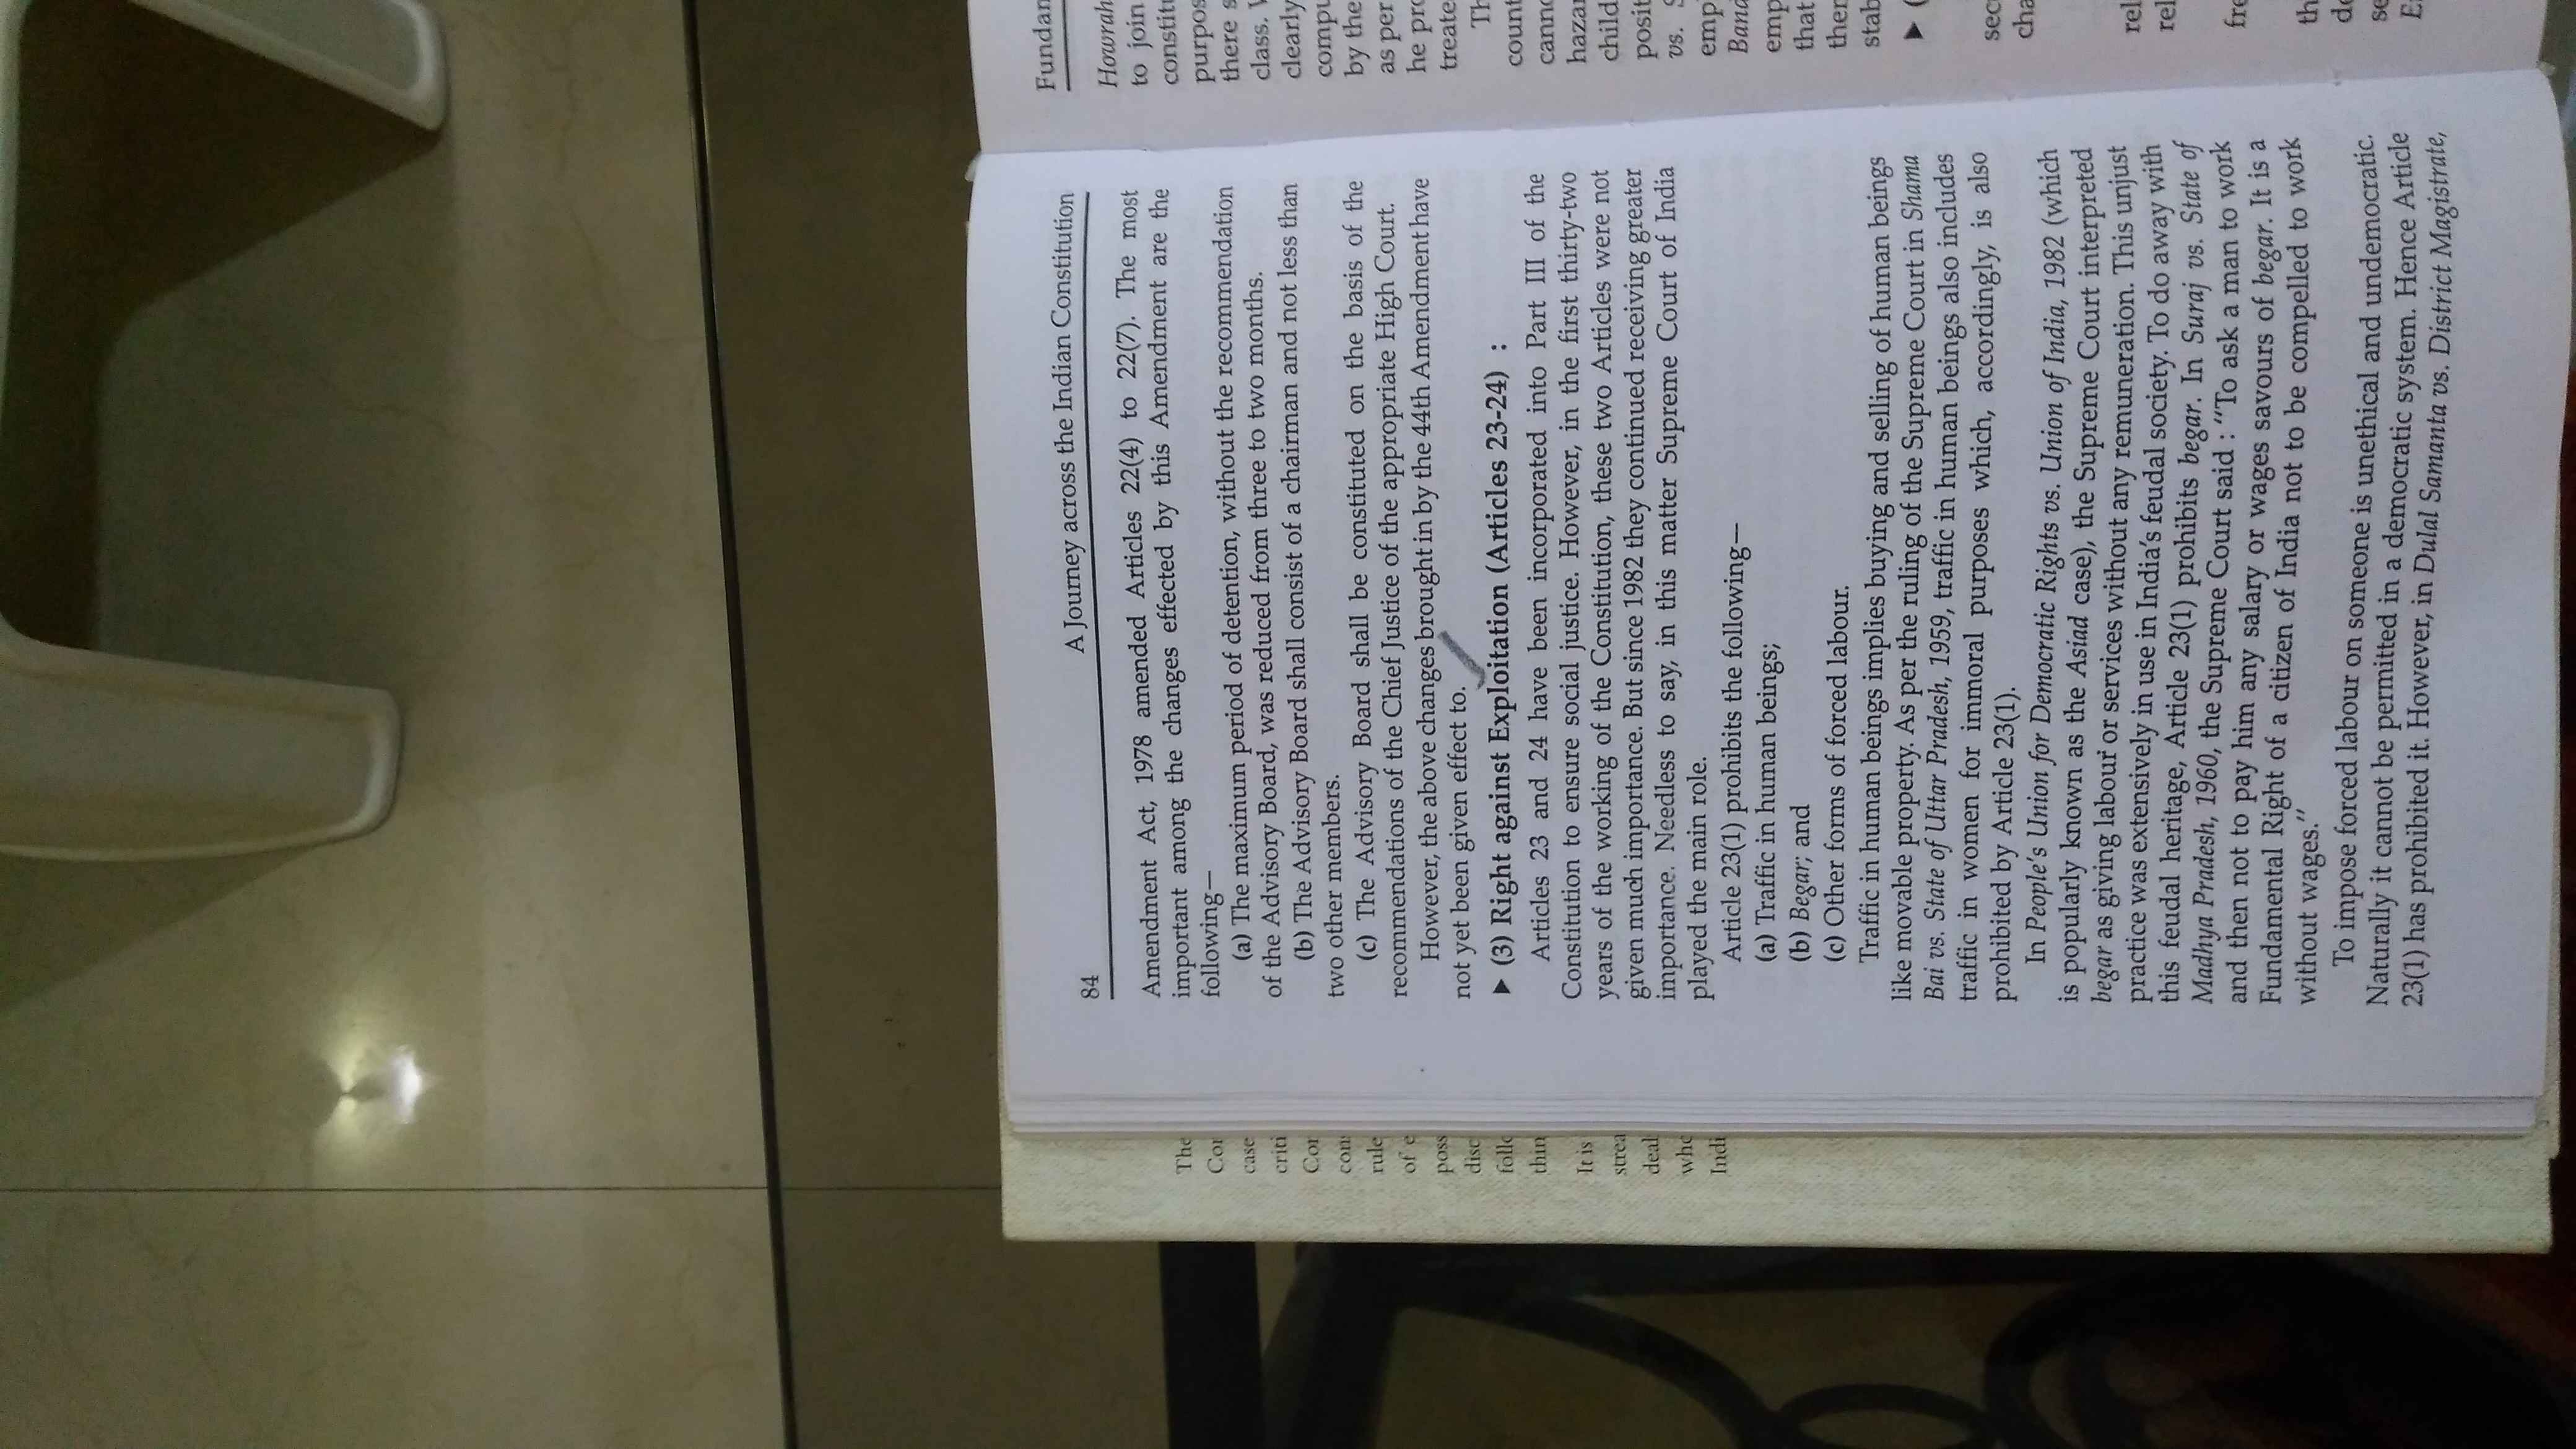 84 A Journey across the Indian Constitution
Amendment Act, 1978 amended Articles 22(4) to 22(7). The most
important among the changes effected by this Amendment are the
following—
(a) The maximum period of detention, without the recommendation
of the Advisory Board, was reduced from three to two months.
(b) The Advisory Board shall consist of a chairman and not less than
two other members.
(c) The Advisory Board shall be constituted on the basis of the
recommendations of the Chief Justice of the appropriate High Court.
However, the above changes brought in by the 44th Amendment have
not yet been given effect to.
▶ (3) Right against Exploitation (Articles 23-24) :
Articles 23 and 24 have been incorporated into Part III of the
Constitution to ensure social justice. However, in the first thirty-two
years of the working of the Constitution, these two Articles were not
given much importance. But since 1982 they continued receiving greater
importance. Needless to say, in this matter Supreme Court of India
played the main role.
Article 23(1) prohibits the following—
(a) Traffic in human beings;
(b) Begar; and
(c) Other forms of forced labour.
Traffic in human beings implies buying and selling of human beings
like movable property. As per the ruling of the Supreme Court in Shama
Bai vs. State of Uttar Pradesh, 1959, traffic in human beings also includes
traffic in women for immoral purposes which, accordingly, is also
prohibited by Article 23(1).
In People's Union for Democratic Rights vs. Union of India, 1982 (which
is popularly known as the Asiad case), the Supreme Court interpreted
begar as giving labour or services without any remuneration. This unjust
practice was extensively in use in India's feudal society. To do away with
this feudal heritage, Article 23(1) prohibits begar. In Suraj vs. State of
Madhya Pradesh, 1960, the Supreme Court said : "To ask a man to work
and then not to pay him any salary or wages savours of begar. It is a
Fundamental Right of a citizen of India not to be compelled to work
without wages."
To impose forced labour on someone is unethical and undemocratic.
Naturally it cannot be permitted in a democratic system. Hence Article
23(1) has prohibited it. However, in Dulal Samanta vs. District Magistrate,
Howrah
to join
there
class.
clearly
by the
as per
he
vs.
that
The
case
rule
of
It is